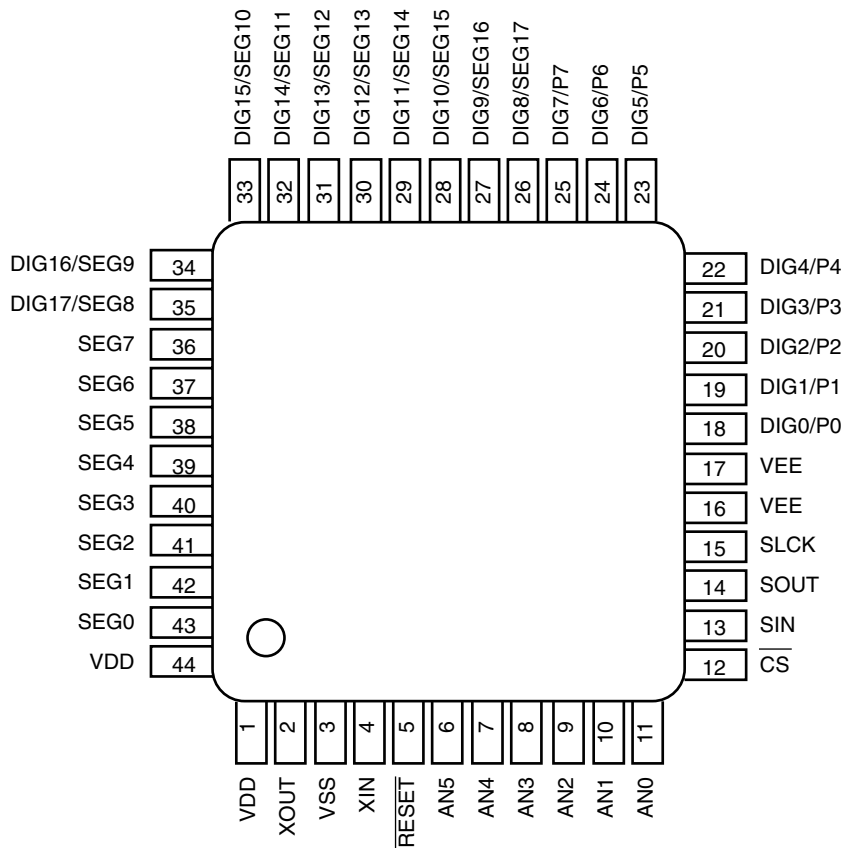 DIG15/SEG10
DIG14/SEG11
DIG13/SEG12
DIG12/SEG13
DIG11/SEG14
DIG10/SEG15
DIG9/SEG16
DIG8/SEG17
DIG7/P7
DIG6/P6
DIG5/P5
33 32 31 30 29 28 27 26 25 24 23
DIG16/SEG9 34
DIG17/SEG8 35
SEG7 36
SEG6 37
SEG5 38
SEG4 39
SEG3 40
SEG2 41
SEG1 42
SEG0 43
VDD 44
22 DIG4/P4
21 DIG3/P3
20 DIG2/P2
19 DIG1/P1
18 DIG0/P0
17 VEE
16 VEE
15 SLCK
14 SOUT
13 SIN
12 CS
1 2 3 4 5 6 7 8 9 10 11
VDD
XOUT
VSS
XIN
RESET
AN5
AN4
AN3
AN2
AN1
AN0